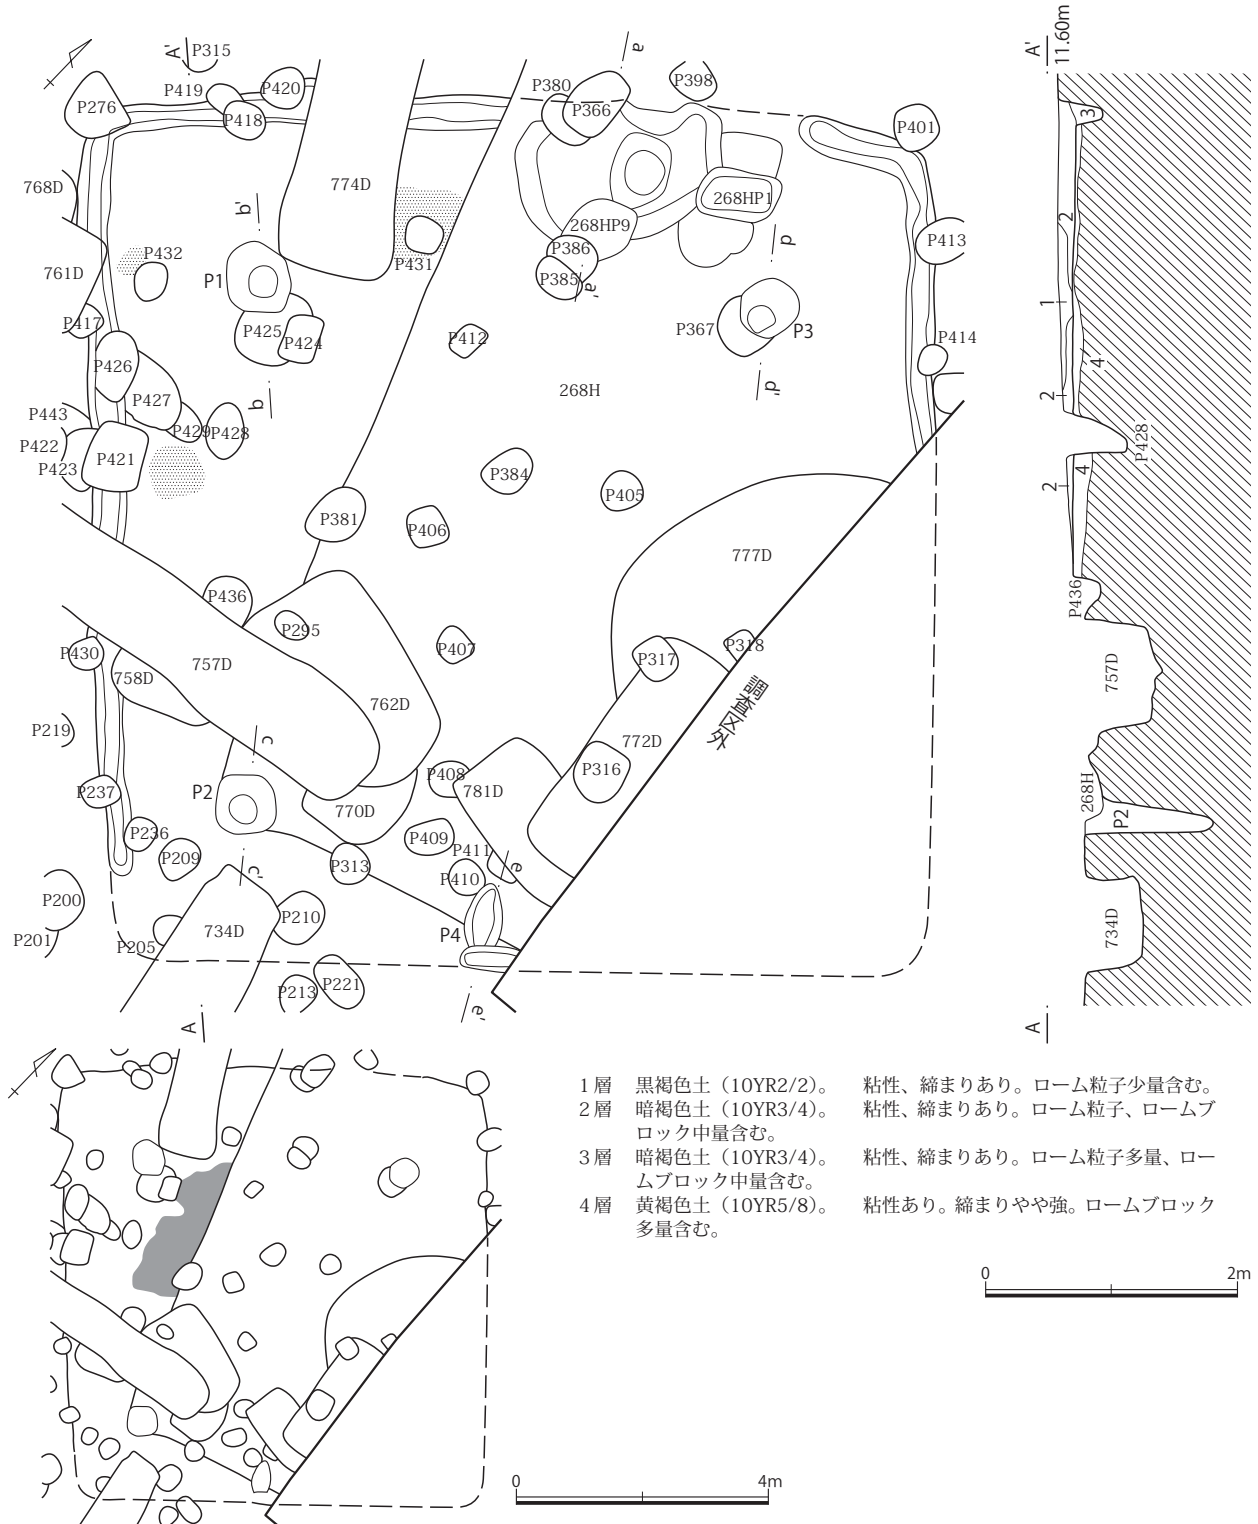 A'
P315
P419
P420
P276
P418
768D
774D
P380
a
P366
P398
P401
268HP1
b'
268HP9
P386
P385
a'
d
P413
P432
P431
761D
P1
P417
P425
P424
P412
P367
P3
P414
d'
P426
268H
P427
b
P443
P429
P428
P422
P423
P421
P384
P405
P381
P406
777D
P436
P295
P407
P317
P318
P430
758D
757D
762D
調査区外
P219
c
772D
P316
P237
P2
P408
781D
770D
P236
P409
P209
P411
P313
c'
P410
e
P200
P210
P201
P205
734D
P4
P213
P221
e'
A
A'
11.60m
3
2
1
4
2
P428
4
2
P436
757D
268H
P2
734D
A
1層 黒褐色土（10YR2/2）。 粘性、締まりあり。ローム粒子少量含む。
2層 暗褐色土（10YR3/4）。 粘性、締まりあり。ローム粒子、ロームブ
ロック中量含む。
3層 暗褐色土（10YR3/4）。 粘性、締まりあり。ローム粒子多量、ロー
ムブロック中量含む。
4層 黄褐色土（10YR5/8）。 粘性あり。締まりやや強。ロームブロック
多量含む。
0 2m
0 4m